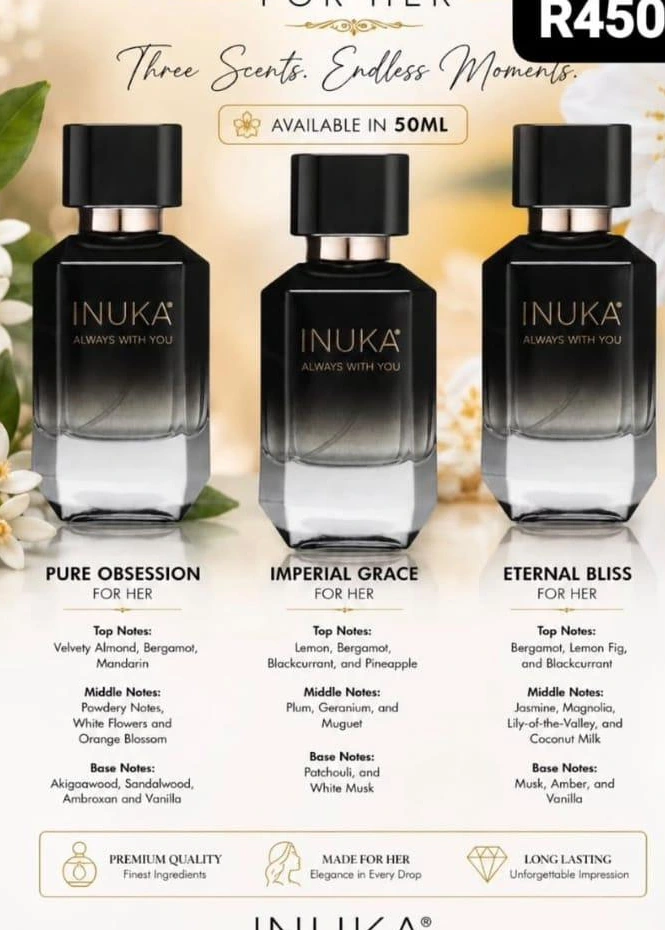 FOR HER
R450
Three Scents. Endless Moments.
AVAILABLE IN 50ML
INUKA®
ALWAYS WITH YOU
INUKA®
ALWAYS WITH YOU
INUKA®
ALWAYS WITH YOU
PURE OBSESSION
FOR HER
Top Notes:
Velvety Almond, Bergamot,
Mandarin
Middle Notes:
Powdery Notes,
White Flowers and
Orange Blossom
Base Notes:
Akigaawood, Sandalwood,
Ambroxan and Vanilla
IMPERIAL GRACE
FOR HER
Top Notes:
Lemon, Bergamot,
Blackcurrant, and Pineapple
Middle Notes:
Plum, Geranium, and
Muguet
Base Notes:
Patchouli, and
White Musk
ETERNAL BLISS
FOR HER
Top Notes:
Bergamot, Lemon Fig,
and Blackcurrant
Middle Notes:
Jasmine, Magnolia,
Lily-of-the-Valley, and
Coconut Milk
Base Notes:
Musk, Amber, and
Vanilla
PREMIUM QUALITY
Finest Ingredients
MADE FOR HER
Elegance in Every Drop
LONG LASTING
Unforgettable Impression
INUKA®